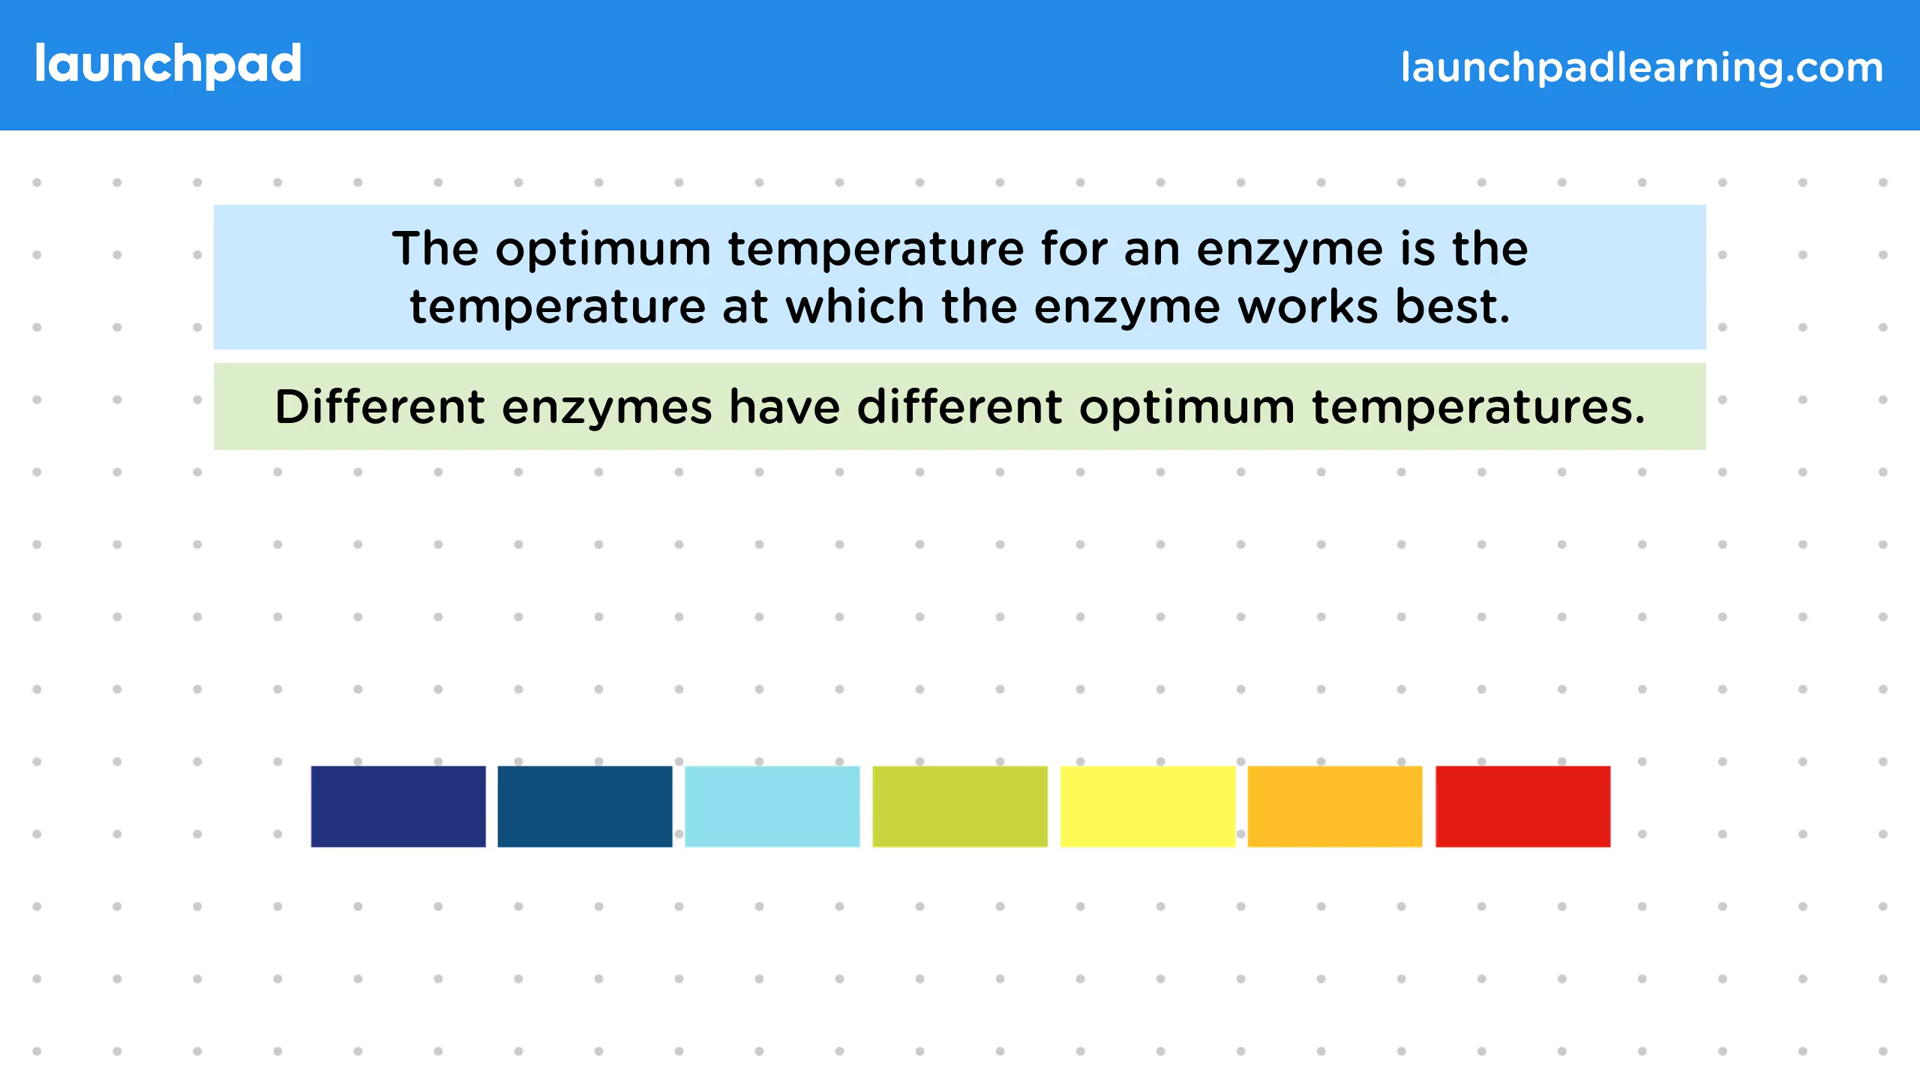 launchpad
launchpadlearning.com
The optimum temperature for an enzyme is the
temperature at which the enzyme works best.
Different enzymes have different optimum temperatures.